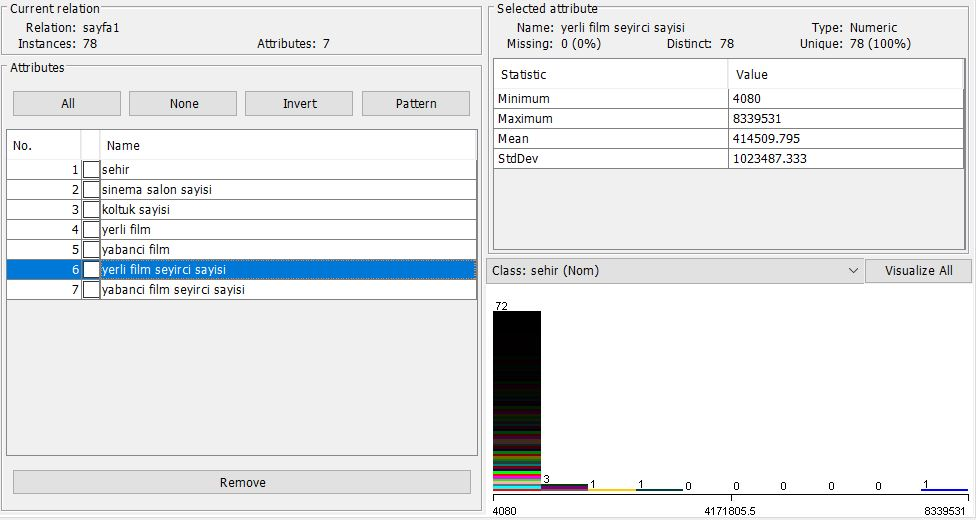 Current relation
Relation: sayfa1
Instances: 78 Attributes: 7
Attributes
All None Invert Pattern
No. Name
1 sehir
2 sinema salon sayisi
3 koltuk sayisi
4 yerli film
5 yabanci film
6 yerli film seyirci sayisi
7 yabanci film seyirci sayisi
Remove
Selected attribute
Name: yerli film seyirci sayisi Type: Numeric
Missing: 0 (0%) Distinct: 78 Unique: 78 (100%)
Statistic Value
Minimum 4080
Maximum 8339531
Mean 414509.795
StdDev 1023487.333
Class: sehir (Nom) Visualize All
72
3 1 1 0 0 0 0 0 1
4080 4171805.5 8339531